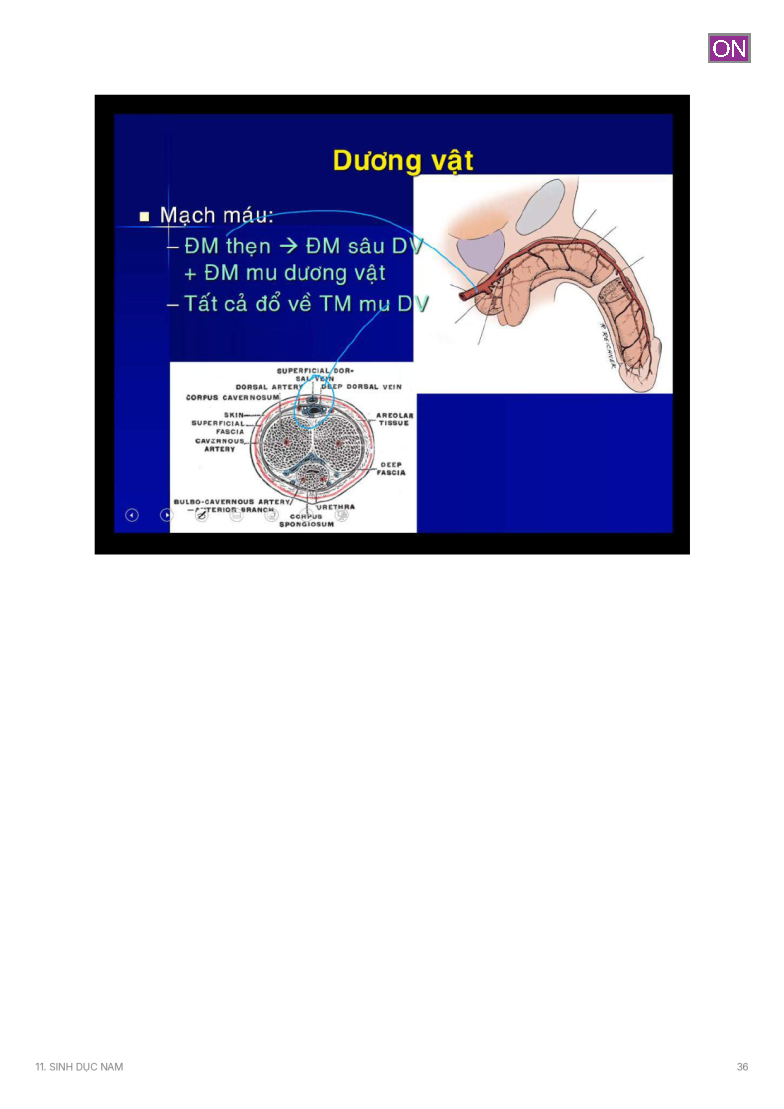 ON
Dương vật
Mạch máu:
– ĐM thẹn → ĐM sâu DV
+ ĐM mu dương vật
– Tất cả đổ về TM mu DV
SUPERFICIAL DOR-
SAL VEIN
DORSAL ARTERY
DEEP DORSAL VEIN
CORPUS CAVERNOSUM
SKIN
AREOLAR
TISSUE
SUPERFICIAL
FASCIA
CAVERNOUS
ARTERY
DEEP
FASCIA
BULBO-CAVERNOUS ARTERY
—ANTERIOR BRANCH
URETHRA
CORPUS
SPONGIOSUM
11. SINH DỤC NAM
36